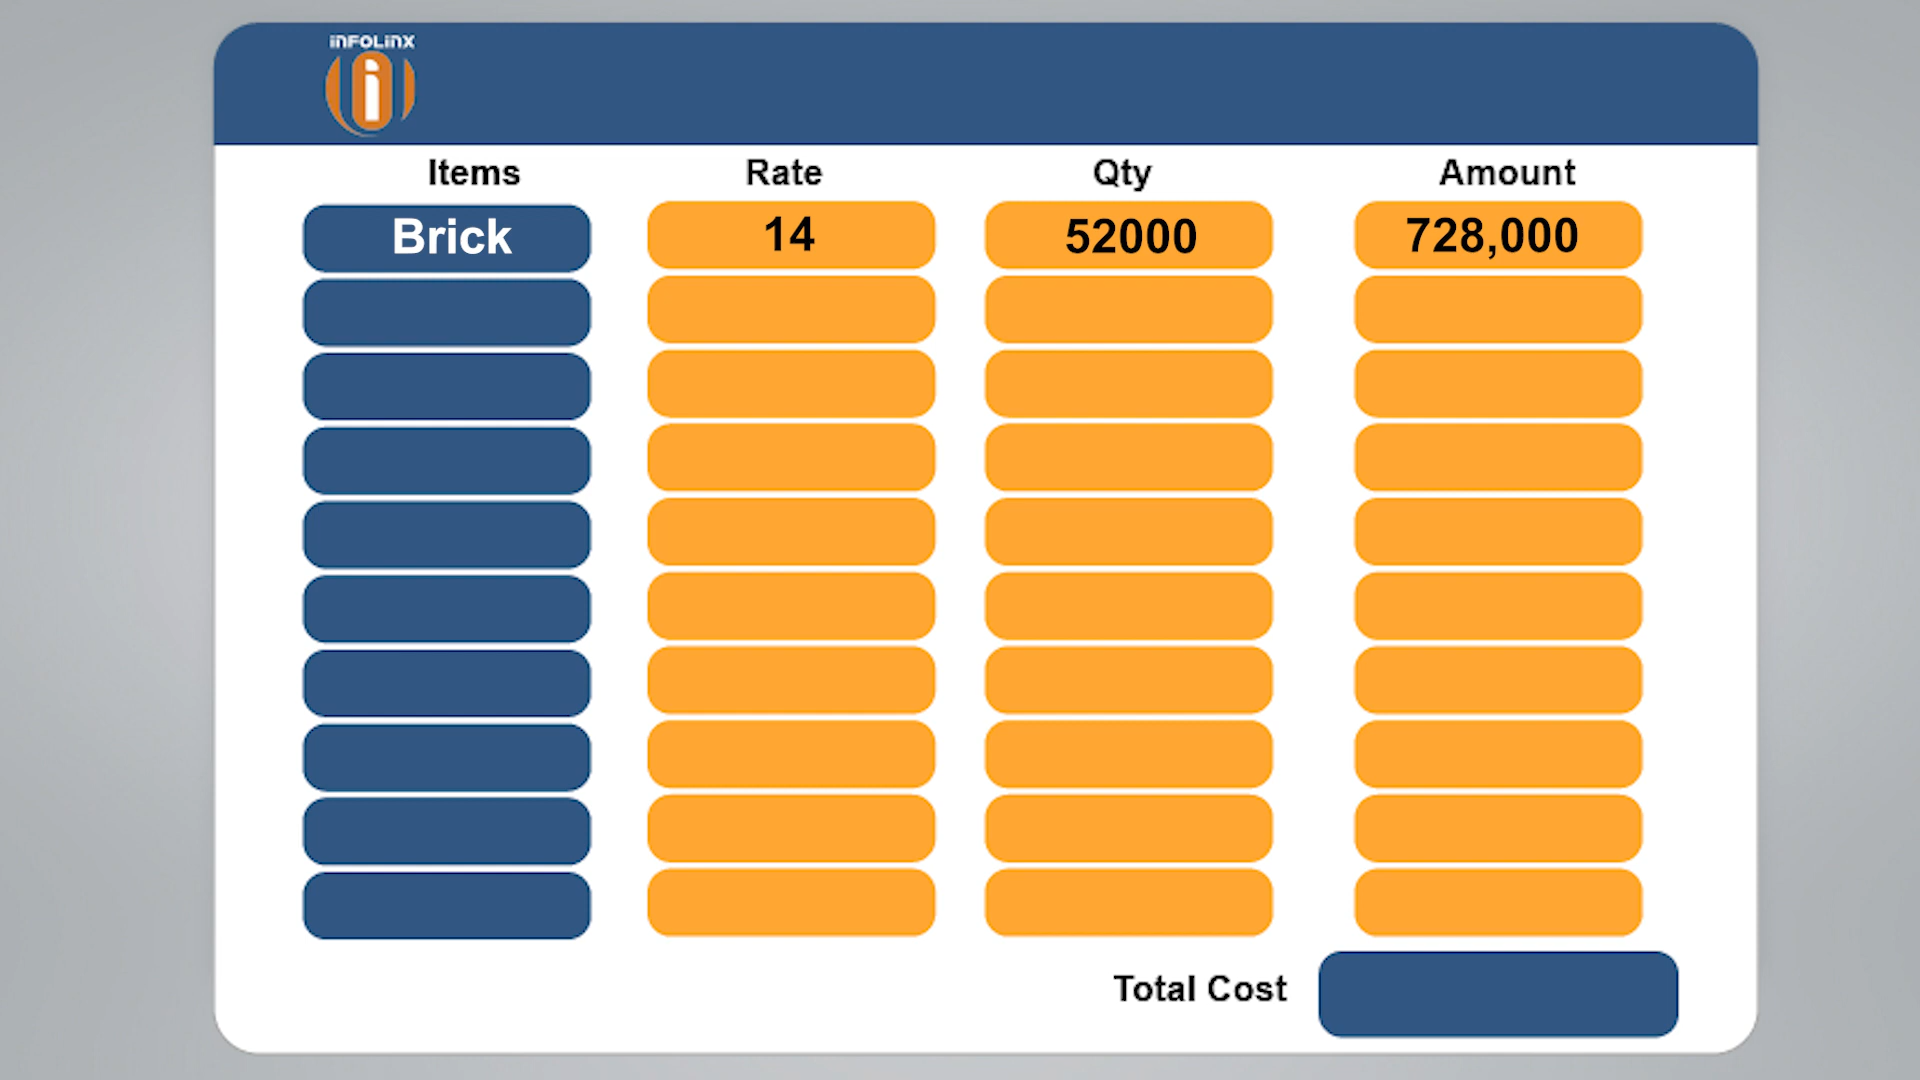 infolinx
i
Items Rate Qty Amount
Brick 14 52000 728,000
Total Cost